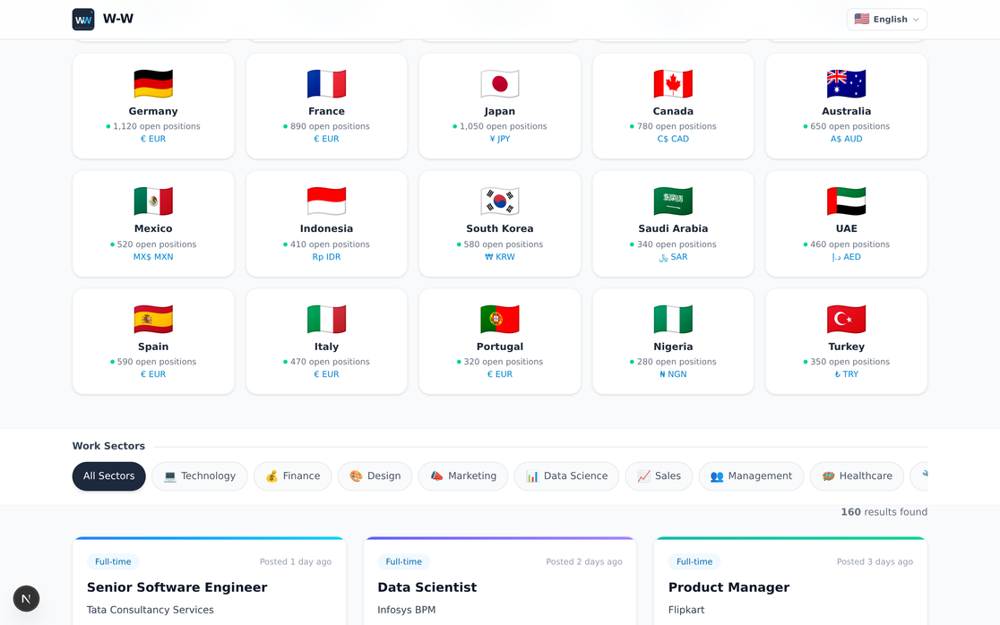 WW W-W
English
Germany
1,120 open positions
€ EUR
France
890 open positions
€ EUR
Japan
1,050 open positions
¥ JPY
Canada
780 open positions
C$ CAD
Australia
650 open positions
A$ AUD
Mexico
520 open positions
MX$ MXN
Indonesia
410 open positions
Rp IDR
South Korea
580 open positions
₩ KRW
Saudi Arabia
340 open positions
﷼ SAR
UAE
460 open positions
د.إ AED
Spain
590 open positions
€ EUR
Italy
470 open positions
€ EUR
Portugal
320 open positions
€ EUR
Nigeria
280 open positions
₦ NGN
Turkey
350 open positions
₺ TRY
Work Sectors
All Sectors
Technology
Finance
Design
Marketing
Data Science
Sales
Management
Healthcare
160 results found
Full-time
Posted 1 day ago
Senior Software Engineer
Tata Consultancy Services
Full-time
Posted 2 days ago
Data Scientist
Infosys BPM
Full-time
Posted 3 days ago
Product Manager
Flipkart
N